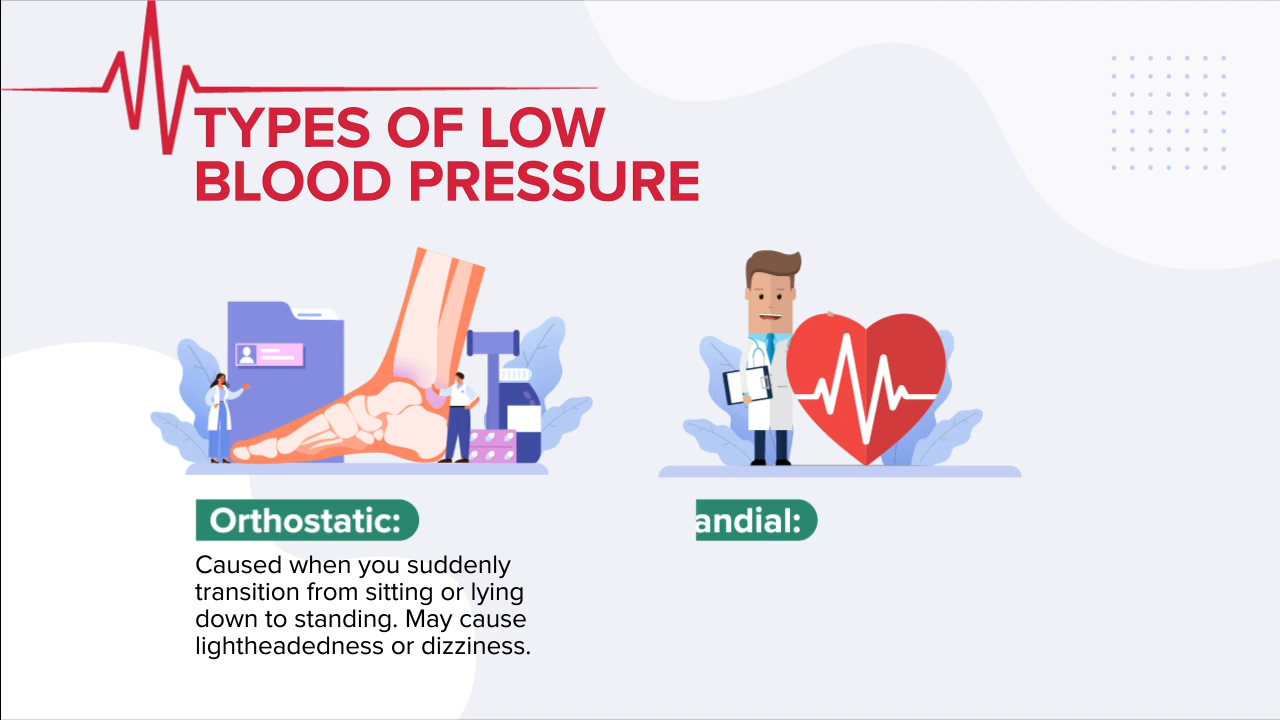 TYPES OF LOW
BLOOD PRESSURE
Orthostatic:
andial:
Caused when you suddenly
transition from sitting or lying
down to standing. May cause
lightheadedness or dizziness.